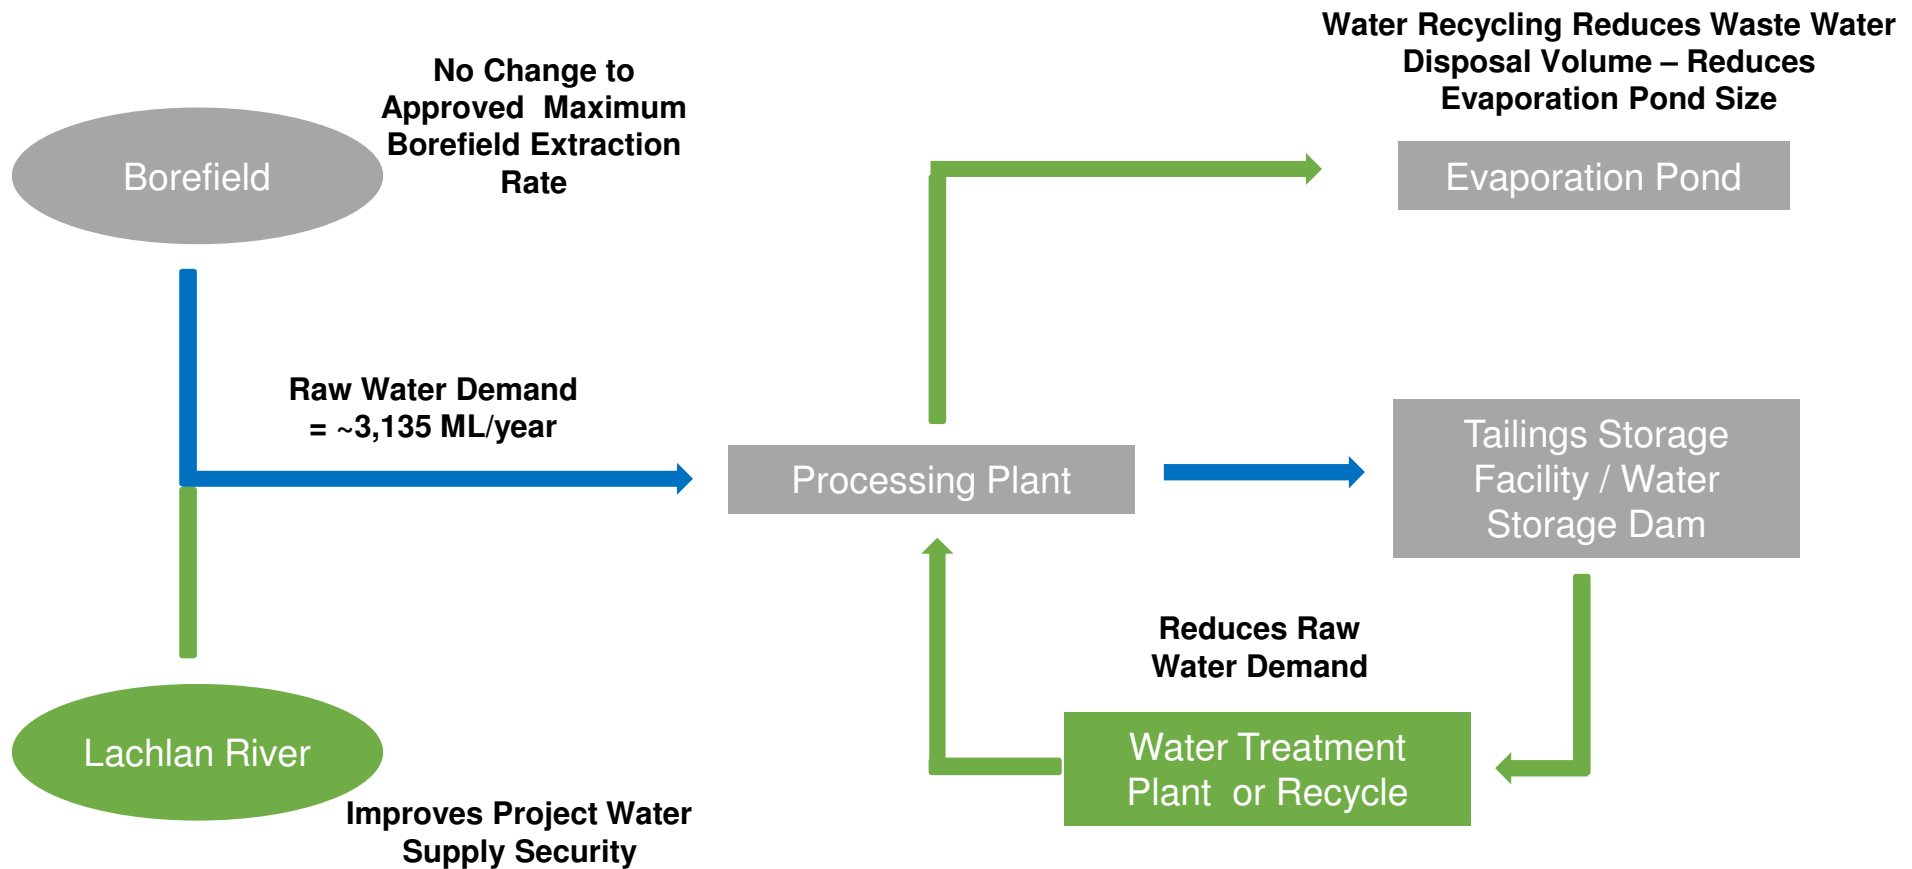 Water Recycling Reduces Waste Water
Disposal Volume – Reduces
Evaporation Pond Size
No Change to
Approved Maximum
Borefield Extraction
Rate
Borefield
Evaporation Pond
Raw Water Demand
= ~3,135 ML/year
Processing Plant
Tailings Storage
Facility / Water
Storage Dam
Reduces Raw
Water Demand
Water Treatment
Plant or Recycle
Lachlan River
Improves Project Water
Supply Security